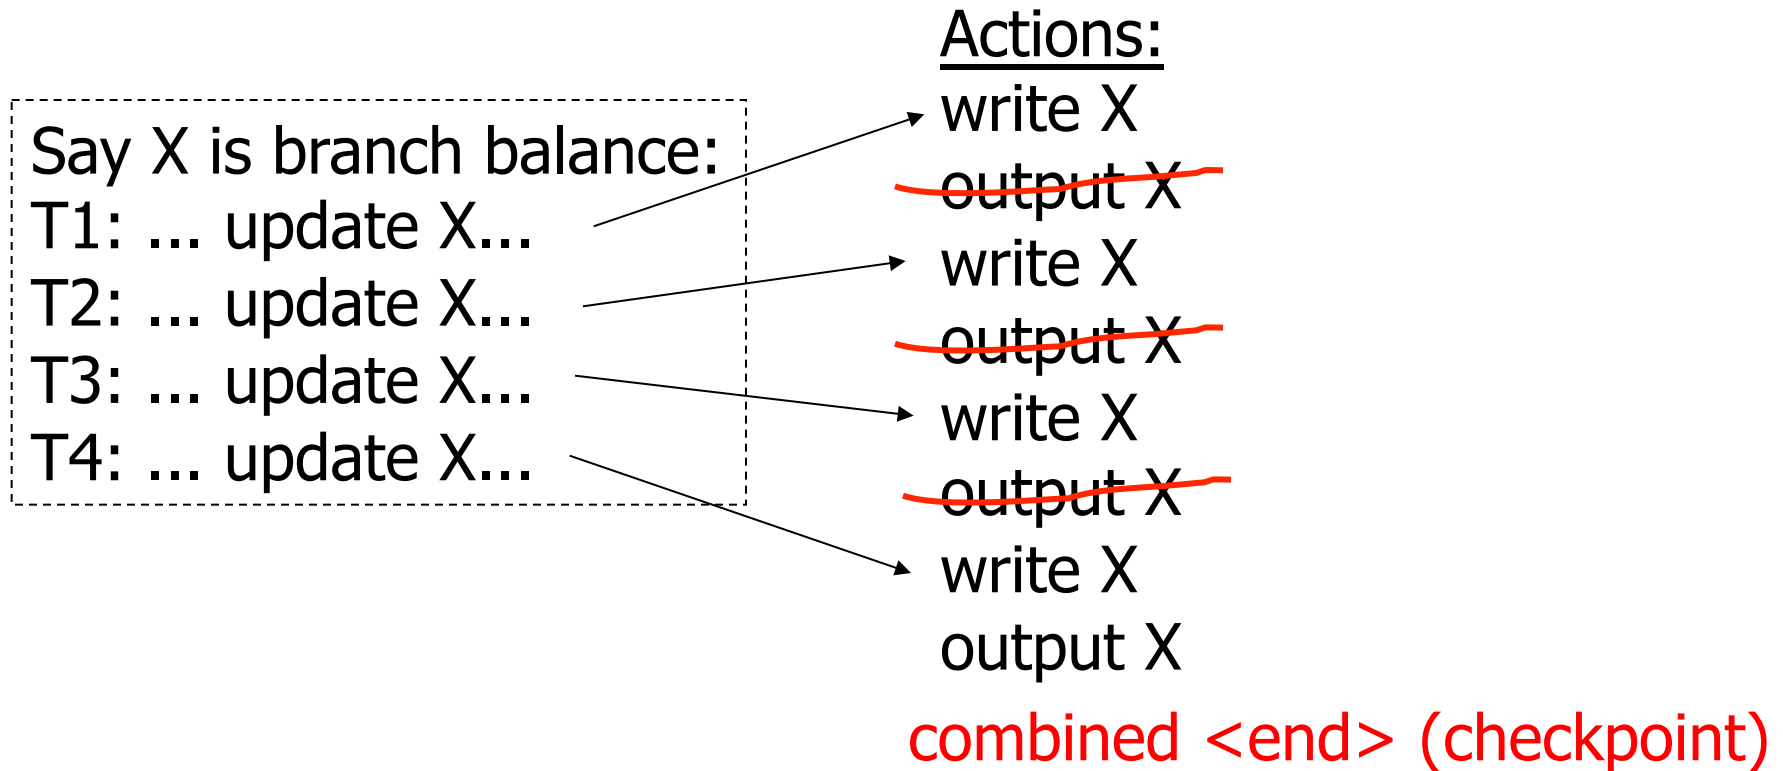 Say X is branch balance:
T1: ... update X...
T2: ... update X...
T3: ... update X...
T4: ... update X...
Actions:
write X
output X
write X
output X
write X
output X
write X
output X
combined <end> (checkpoint)